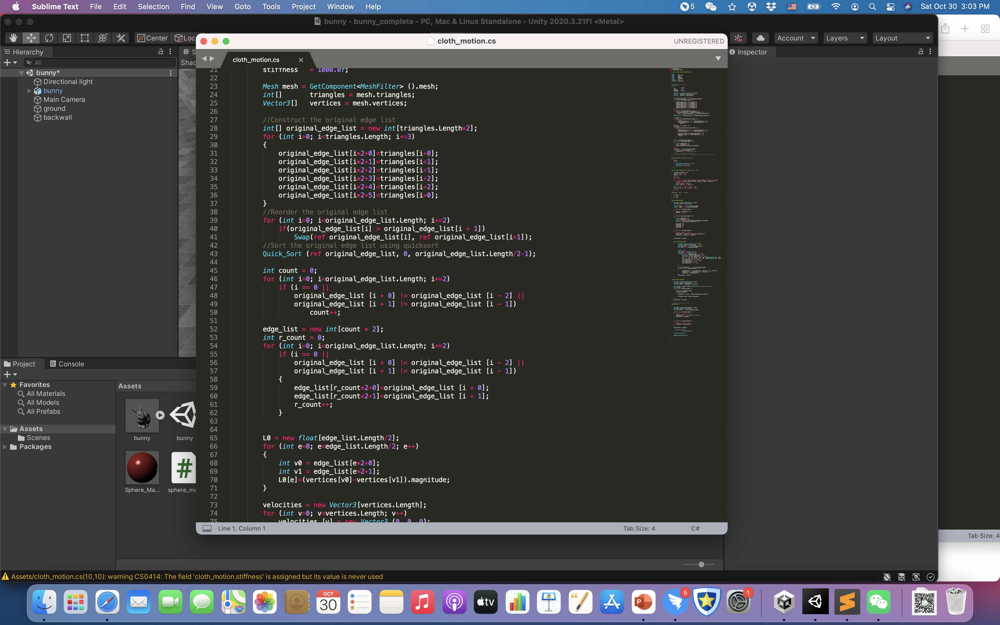 Sublime Text File Edit Selection Find View Goto Tools Project Window Help 5 Sat Oct 30 3:03 PM
bunny - bunny_complete - PC, Mac & Linux Standalone - Unity 2020.3.21f1 <Metal>
Center Loc Account Layers Layout
cloth_motion.cs UNREGISTERED
Hierarchy
All
bunny*
Directional light
bunny
Main Camera
ground
backwall
# S
Shad
Inspector
cloth_motion.cs
21 stiffness = 1000.0f;
22
23 Mesh mesh = GetComponent<MeshFilter> ().mesh;
24 int[] triangles = mesh.triangles;
25 Vector3[] vertices = mesh.vertices;
26
27 //Construct the original edge list
28 int[] original_edge_list = new int[triangles.Length*2];
29 for (int i=0; i<triangles.Length; i+=3)
30 {
31 original_edge_list[i*2+0]=triangles[i+0];
32 original_edge_list[i*2+1]=triangles[i+1];
33 original_edge_list[i*2+2]=triangles[i+1];
34 original_edge_list[i*2+3]=triangles[i+2];
35 original_edge_list[i*2+4]=triangles[i+2];
36 original_edge_list[i*2+5]=triangles[i+0];
37 }
38 //Reorder the original edge list
39 for (int i=0; i<original_edge_list.Length; i+=2)
40 if(original_edge_list[i] > original_edge_list[i + 1])
41 Swap(ref original_edge_list[i], ref original_edge_list[i+1]);
42 //Sort the original edge list using quicksort
43 Quick_Sort (ref original_edge_list, 0, original_edge_list.Length/2-1);
44
45 int count = 0;
46 for (int i=0; i<original_edge_list.Length; i+=2)
47 if (i == 0 ||
48 original_edge_list [i + 0] != original_edge_list [i - 2] ||
49 original_edge_list [i + 1] != original_edge_list [i - 1])
50 count++;
51
52 edge_list = new int[count * 2];
53 int r_count = 0;
54 for (int i=0; i<original_edge_list.Length; i+=2)
55 if (i == 0 ||
56 original_edge_list [i + 0] != original_edge_list [i - 2] ||
57 original_edge_list [i + 1] != original_edge_list [i - 1])
58 {
59 edge_list[r_count*2+0]=original_edge_list [i + 0];
60 edge_list[r_count*2+1]=original_edge_list [i + 1];
61 r_count++;
62 }
63
64
65 L0 = new float[edge_list.Length/2];
66 for (int e=0; e<edge_list.Length/2; e++)
67 {
68 int v0 = edge_list[e*2+0];
69 int v1 = edge_list[e*2+1];
70 L0[e]=(vertices[v0]-vertices[v1]).magnitude;
71 }
72
73 velocities = new Vector3[vertices.Length];
74 for (int v=0; v<vertices.Length; v++)
75 velocities [v] = new Vector3 (0, 0, 0);
Line 1, Column 1 Tab Size: 4 C#
Tab Size: 4
Project Console
Favorites
All Materials
All Models
All Prefabs
Assets
Scenes
Packages
Assets
bunny bunny
Sphere_Ma... sphere_mo
Assets/cloth_motion.cs(10,10): warning CS0414: The field 'cloth_motion.stiffness' is assigned but its value is never used
280
OCT
30
tv
P
5
1